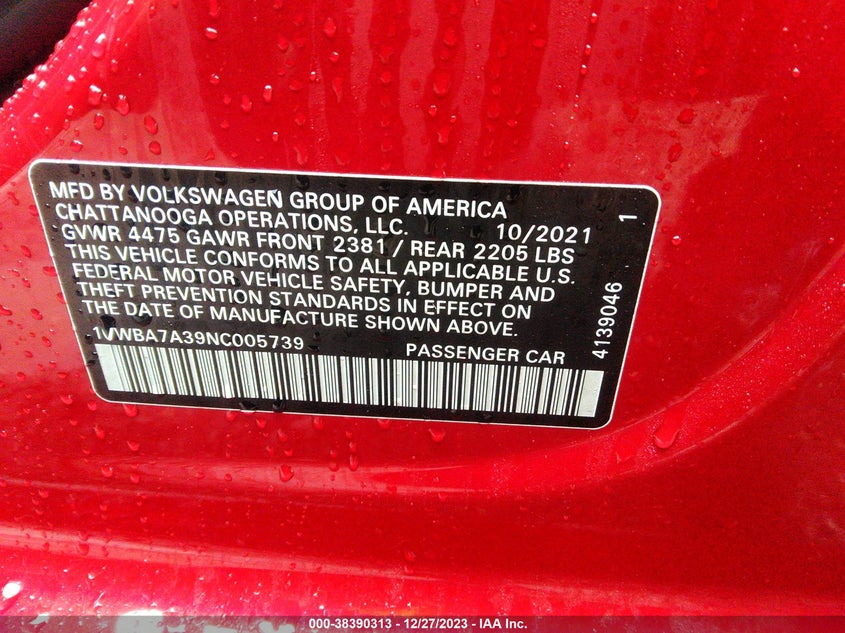 MFD BY VOLKSWAGEN GROUP OF AMERICA
CHATTANOOGA OPERATIONS, LLC. 10/2021
GVWR 4475 GAWR FRONT 2381 / REAR 2205 LBS
THIS VEHICLE CONFORMS TO ALL APPLICABLE U.S.
FEDERAL MOTOR VEHICLE SAFETY, BUMPER AND
THEFT PREVENTION STANDARDS IN EFFECT ON
THE DATE OF MANUFACTURE SHOWN ABOVE.
1VWBA7A39NC005739 PASSENGER CAR
4139046 1
000-38390313 - 12/27/2023 - IAA Inc.